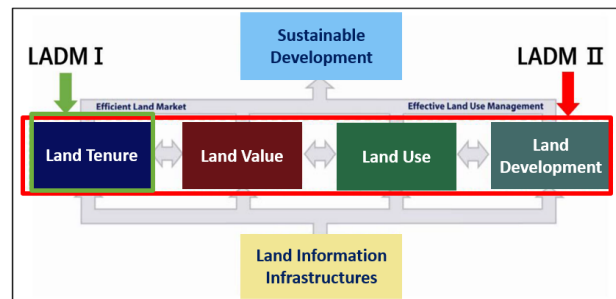 Sustainable
Development
LADM I
LADM II
Efficient Land Market
Effective Land Use Management
Land Tenure
Land Value
Land Use
Land
Development
Land Information
Infrastructures